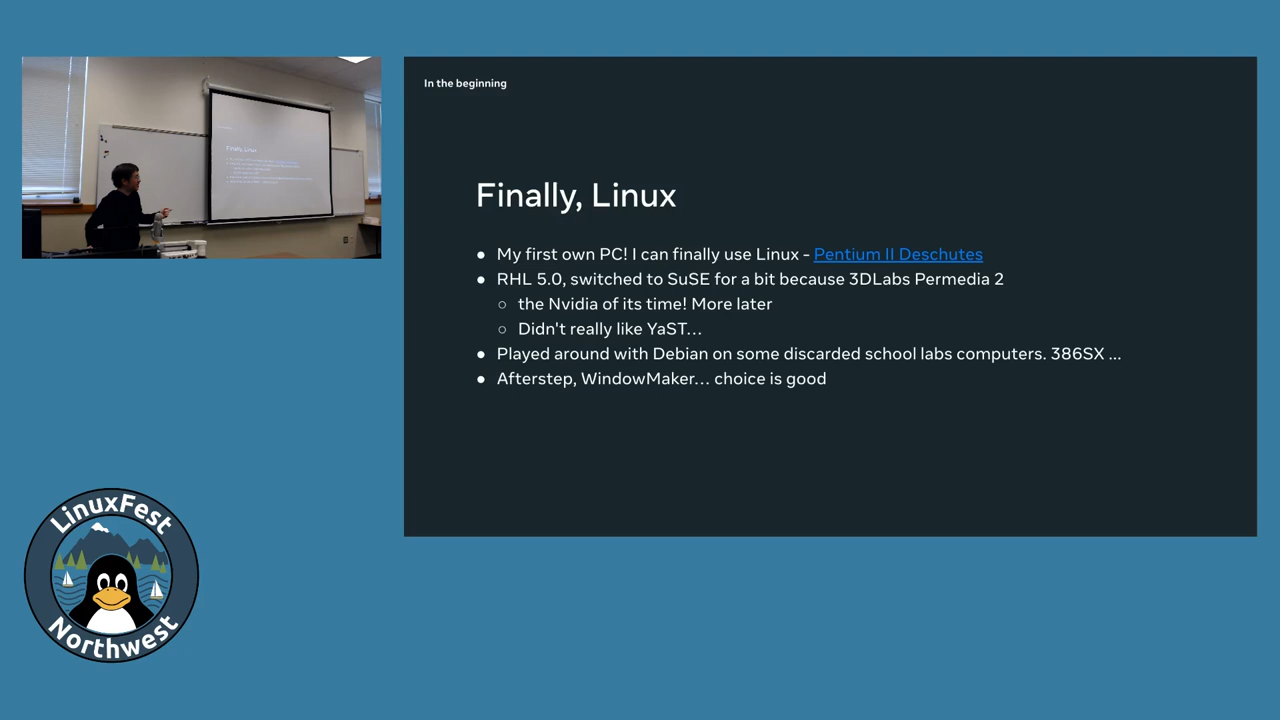 In the beginning
Finally, Linux
● My first own PC! I can finally use Linux - Pentium II Deschutes
● RHL 5.0, switched to SuSE for a bit because 3DLabs Permedia 2
○ the Nvidia of its time! More later
○ Didn't really like YaST…
● Played around with Debian on some discarded school labs computers. 386SX ...
● Afterstep, WindowMaker… choice is good
Finally, Linux
LinuxFest
Northwest